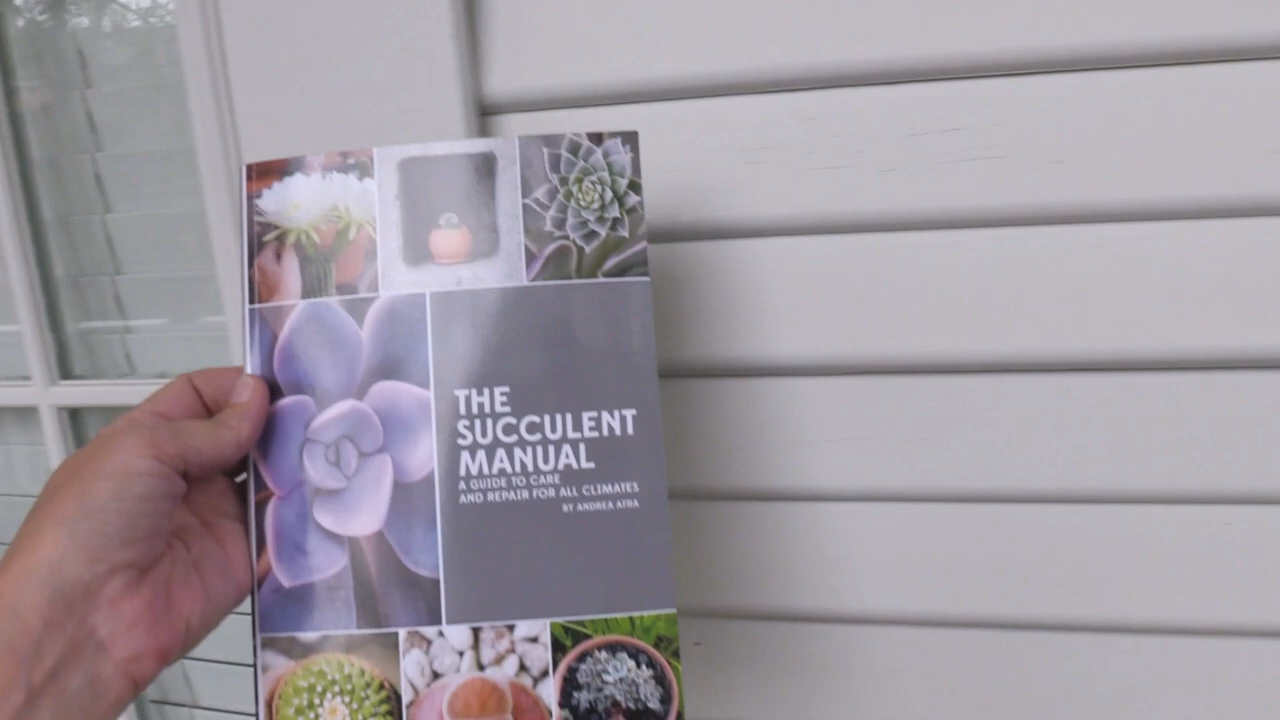 THE
SUCCULENT
MANUAL
A GUIDE TO CARE
AND REPAIR FOR ALL CLIMATES
BY ANDREA AFRA